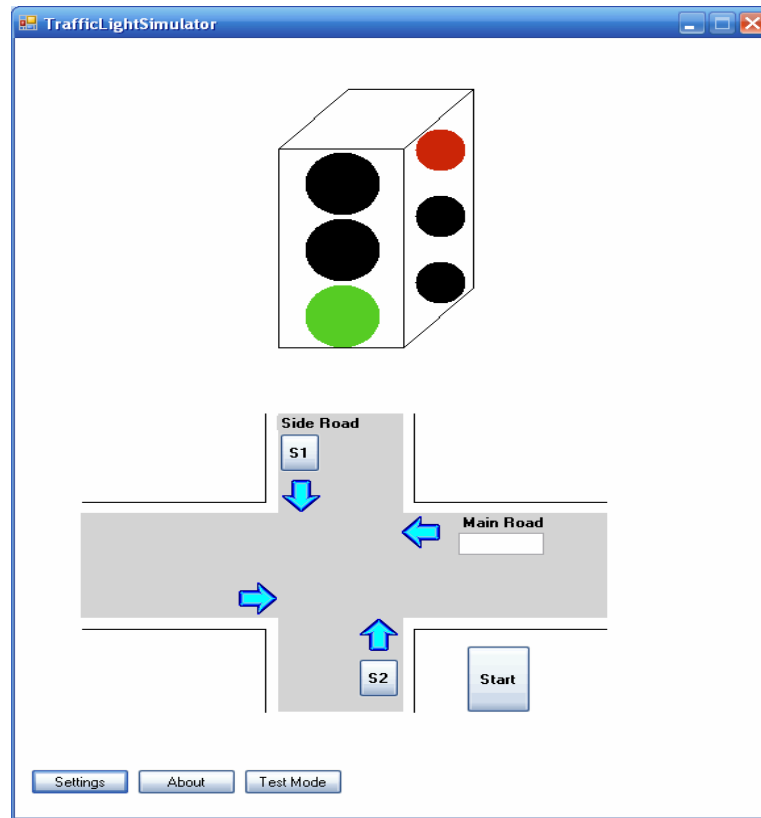 TrafficLightSimulator
Side Road
S1
Main Road
S2
Start
Settings
About
Test Mode